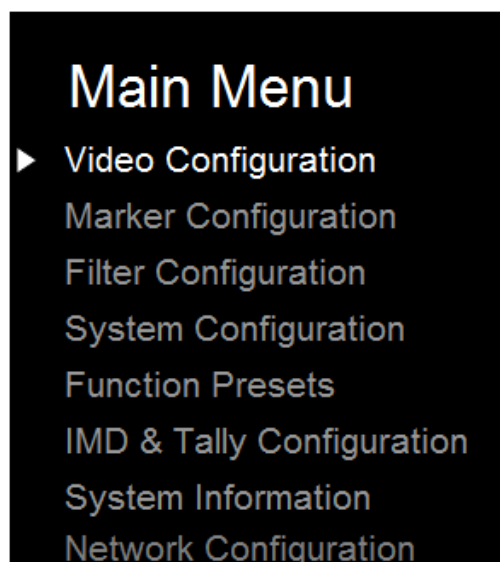 Main Menu
Video Configuration
Marker Configuration
Filter Configuration
System Configuration
Function Presets
IMD & Tally Configuration
System Information
Network Configuration